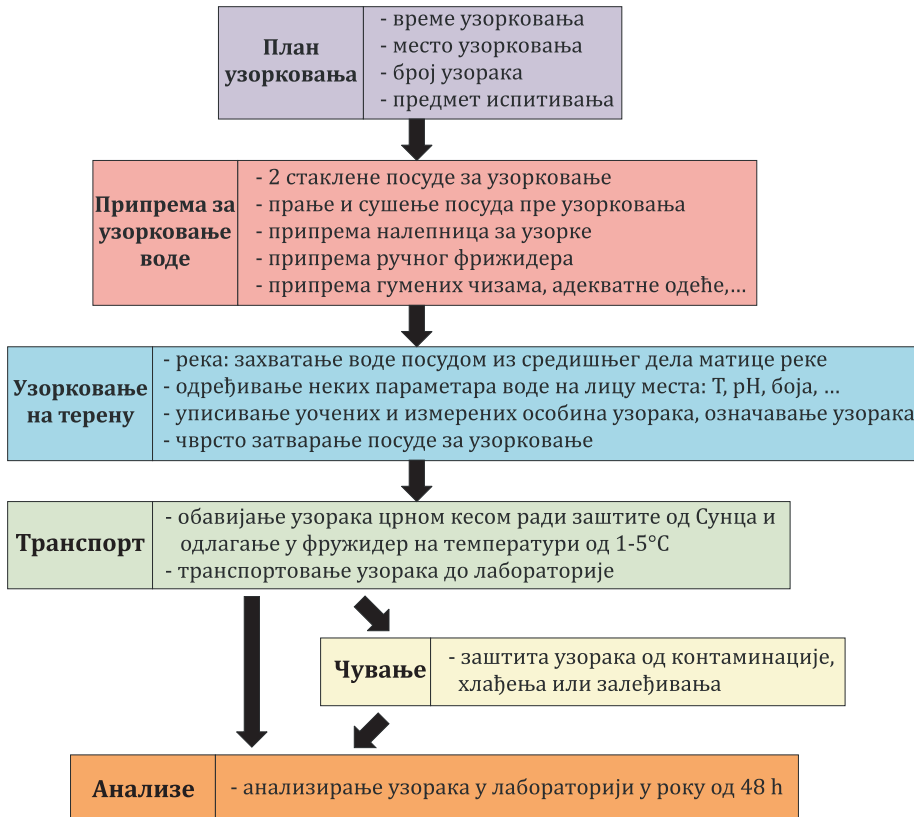 План
узорковања
- време узорковања
- место узорковања
- број узорака
- предмет испитивања
Припрема за
узорковање
воде
- 2 стаклене посуде за узорковање
- прање и сушење посуда пре узорковања
- припрема налепница за узорке
- припрема ручног фрижидера
- припрема гумених чизама, адекватне одеће,...
Узорковање
на терену
- река: захватање воде посудом из средишњег дела матице реке
- одређивање неких параметара воде на лицу места: T, pH, боја, ...
- уписивање уочених и измерених особина узорака, означавање узорака
- чврсто затварање посуде за узорковање
Транспорт
- обавијање узорака црном кесом ради заштите од Сунца и
одлагање у фружидер на температури од 1-5°C
- транспортовање узорака до лабораторије
Чување
- заштита узорака од контаминације,
хлађења или залеђивања
Анализе
- анализирање узорака у лабораторији у року од 48 h